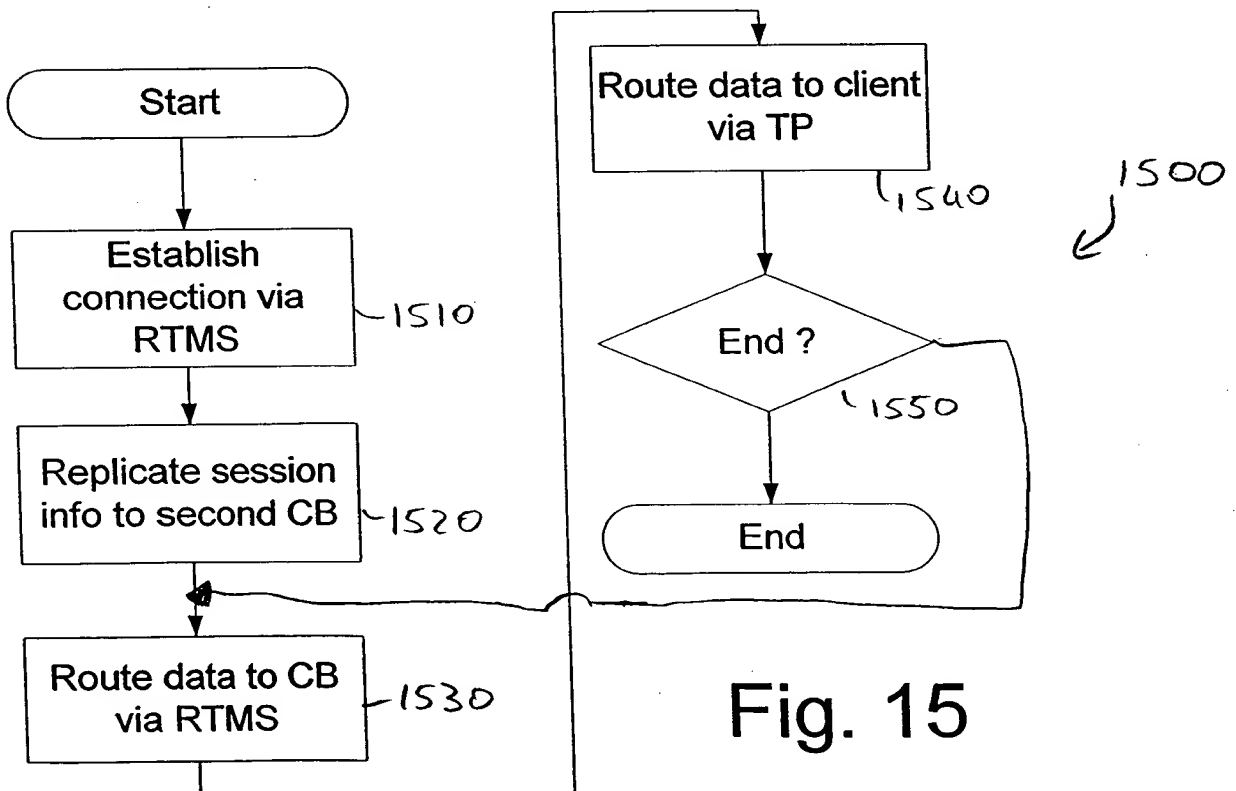 Start
Establish
connection via
RTMS
1510
Replicate session
info to second CB
1520
Route data to CB
via RTMS
1530
Route data to client
via TP
1540
1500
End ?
1550
End
Fig. 15